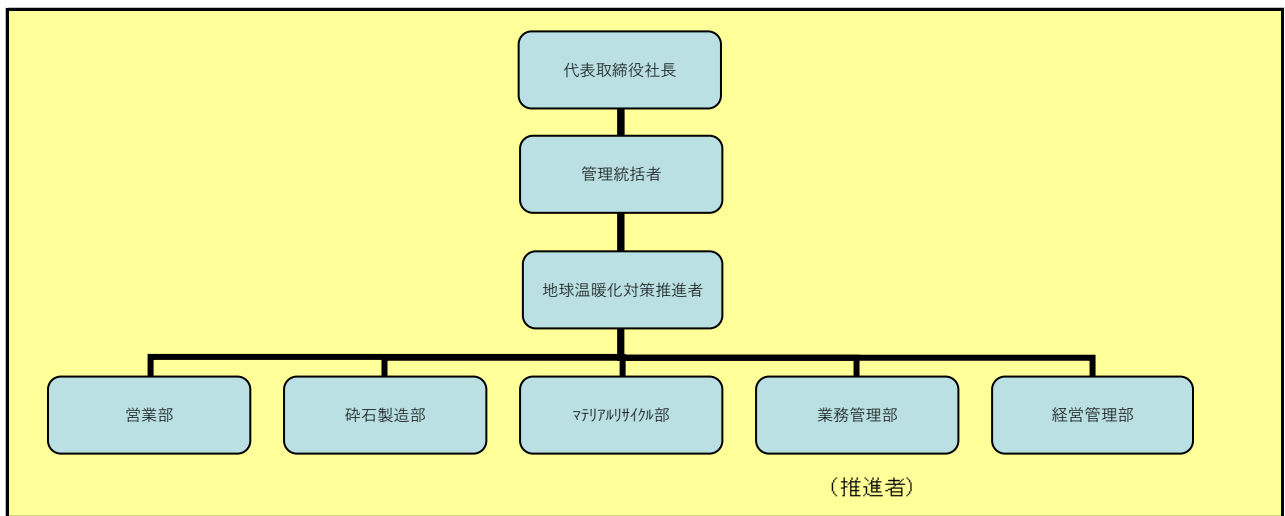 代表取締役社長
管理統括者
地球温暖化対策推進者
営業部
砕石製造部
ﾏﾃﾘｱﾙﾘｻｲｸﾙ部
業務管理部
経営管理部
（推進者）